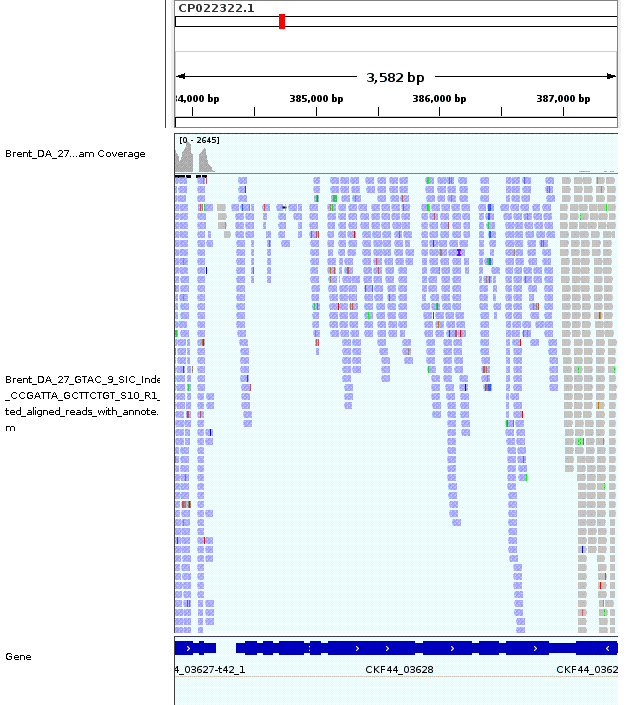 CP022322.1
3,582 bp
4,000 bp 385,000 bp 386,000 bp 387,000 bp
[0 - 2645]
Brent_DA_27...am Coverage
Brent_DA_27_GTAC_9_SIC_Inde
_CCGATTA_GCTTCTGT_S10_R1_
ted_aligned_reads_with_annote.
m
Gene
4_03627-t42_1 CKF44_03628 CKF44_0362